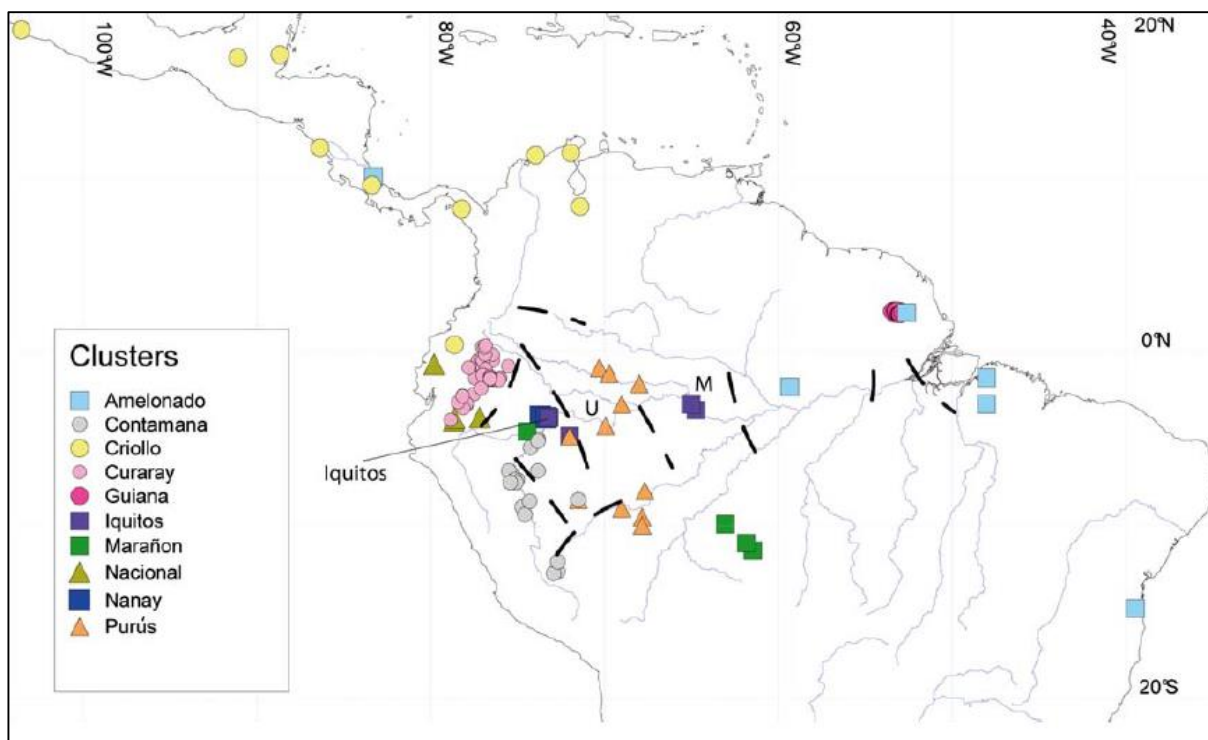 100°W
80°W
60°W
40°W
20°N
0°N
M
U
Iquitos
20°S
Clusters
Amelonado
Contamana
Criollo
Curaray
Guiana
Iquitos
Marañon
Nacional
Nanay
Purús